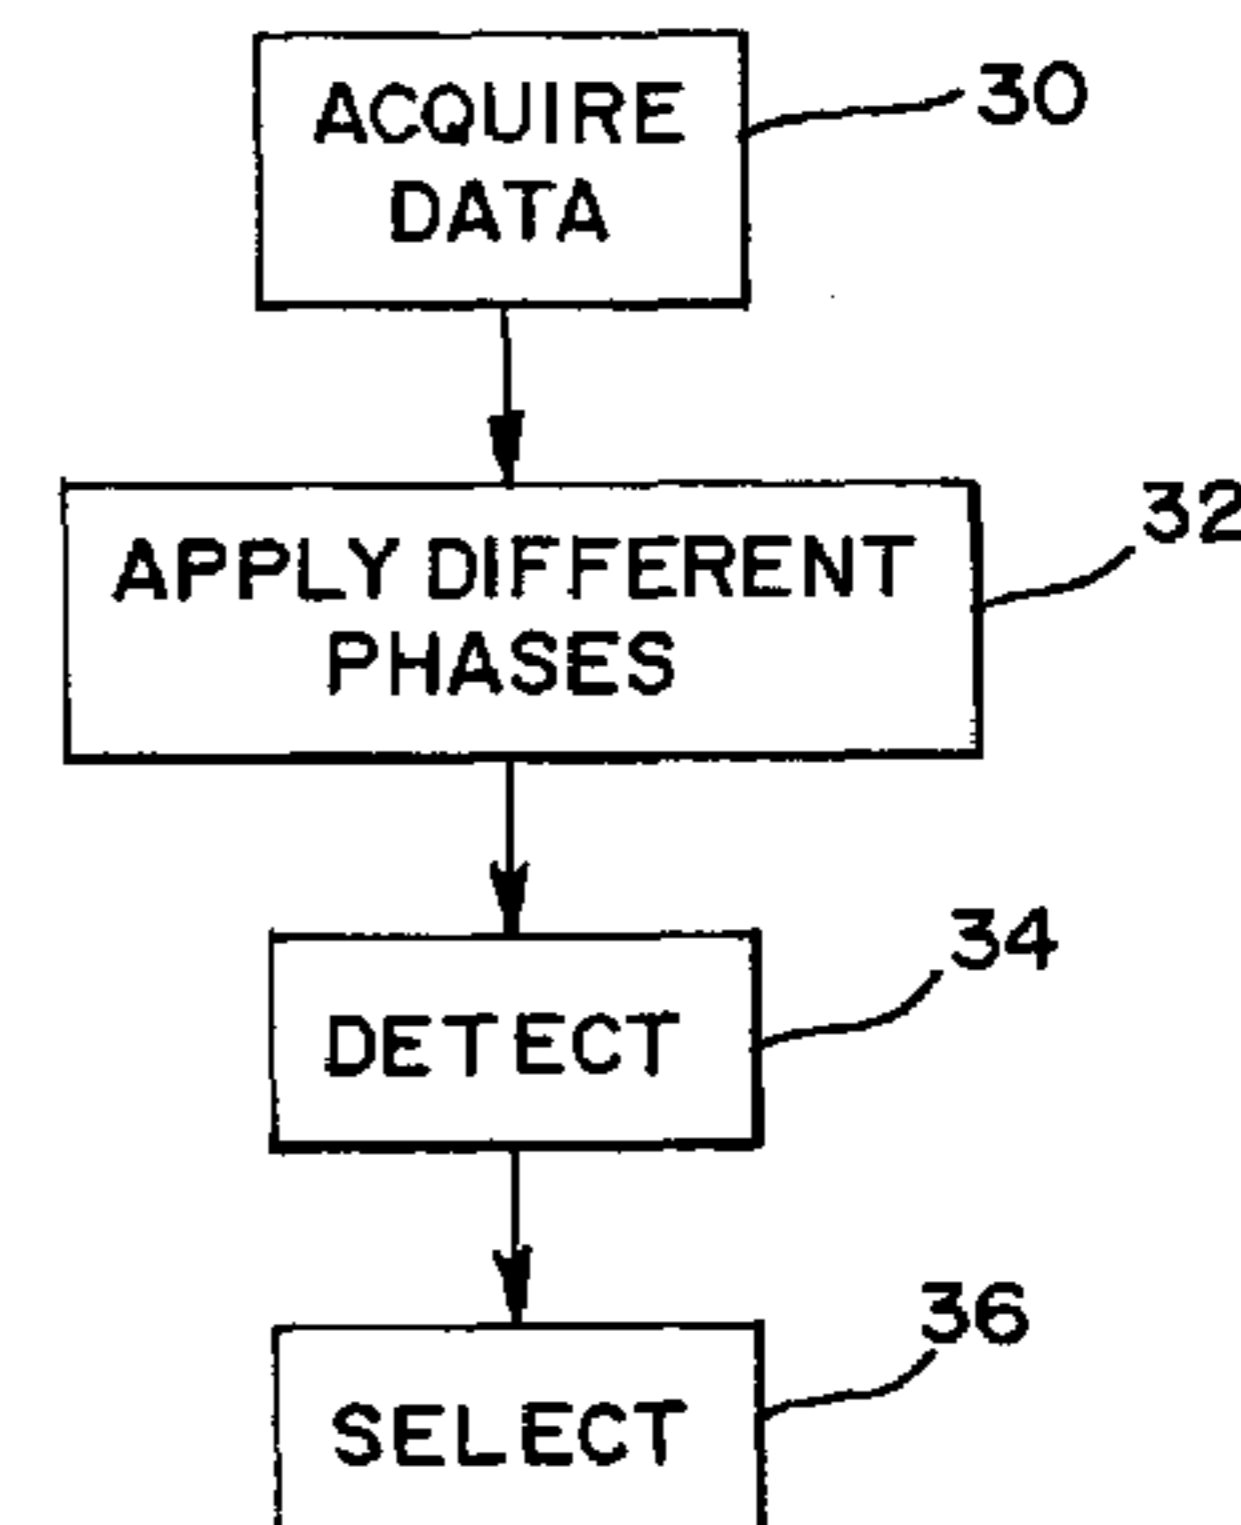 ACQUIRE
DATA
30
APPLY DIFFERENT
PHASES
32
DETECT
34
SELECT
36